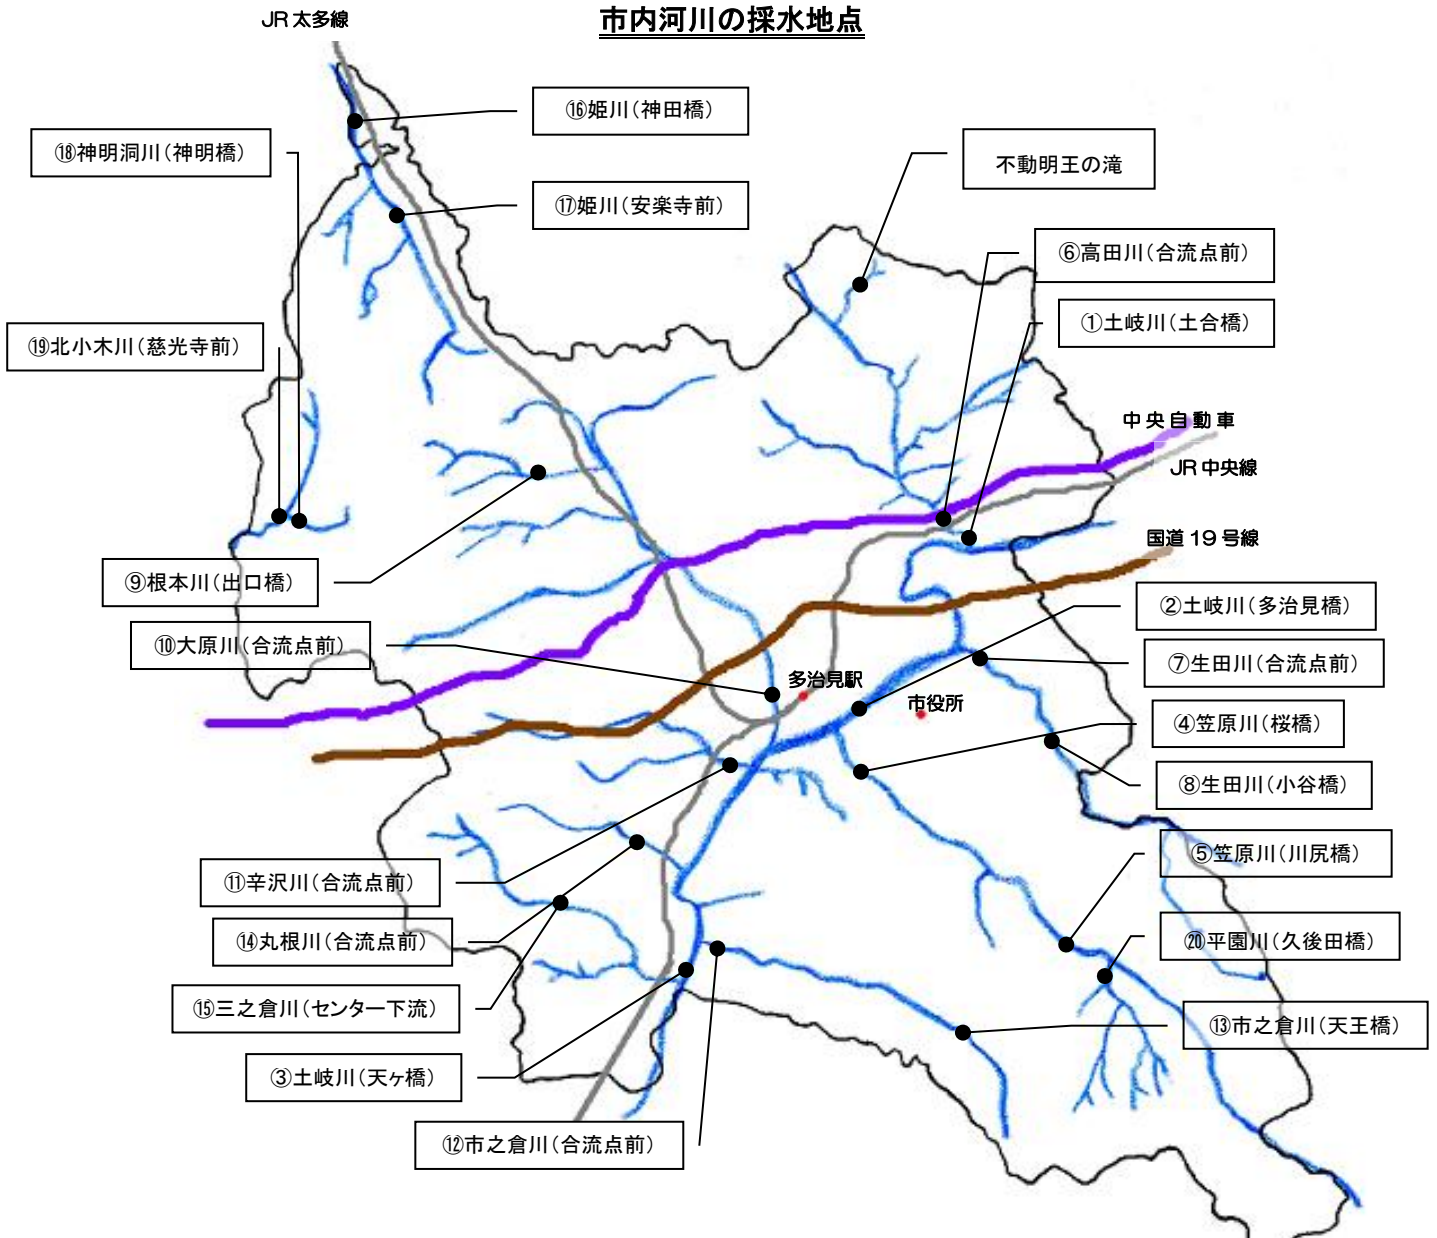 市内河川の採水地点
JR太多線
⑯姫川（神田橋）
⑱神明洞川（神明橋）
不動明王の滝
⑰姫川（安楽寺前）
⑥高田川（合流点前）
①土岐川（土合橋）
⑲北小木川（慈光寺前）
中央自動車
JR中央線
国道19号線
⑨根本川（出口橋）
②土岐川（多治見橋）
⑩大原川（合流点前）
⑦生田川（合流点前）
多治見駅
市役所
④笠原川（桜橋）
⑧生田川（小谷橋）
⑤笠原川（川尻橋）
⑪辛沢川（合流点前）
⑭丸根川（合流点前）
⑳平園川（久後田橋）
⑮三之倉川（センター下流）
⑬市之倉川（天王橋）
③土岐川（天ヶ橋）
⑫市之倉川（合流点前）